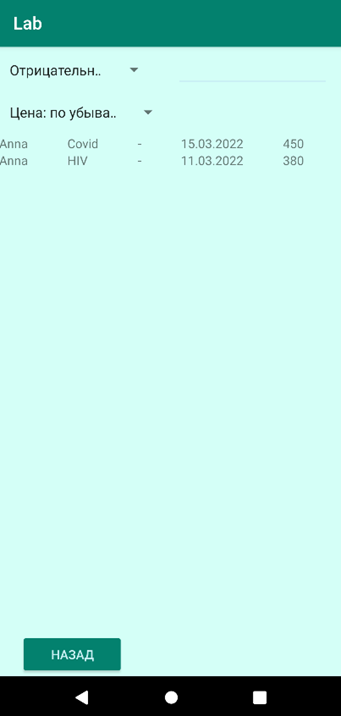 Lab
Отрицательн..
Цена: по убыва..
Anna Covid - 15.03.2022 450
Anna HIV - 11.03.2022 380
НАЗАД